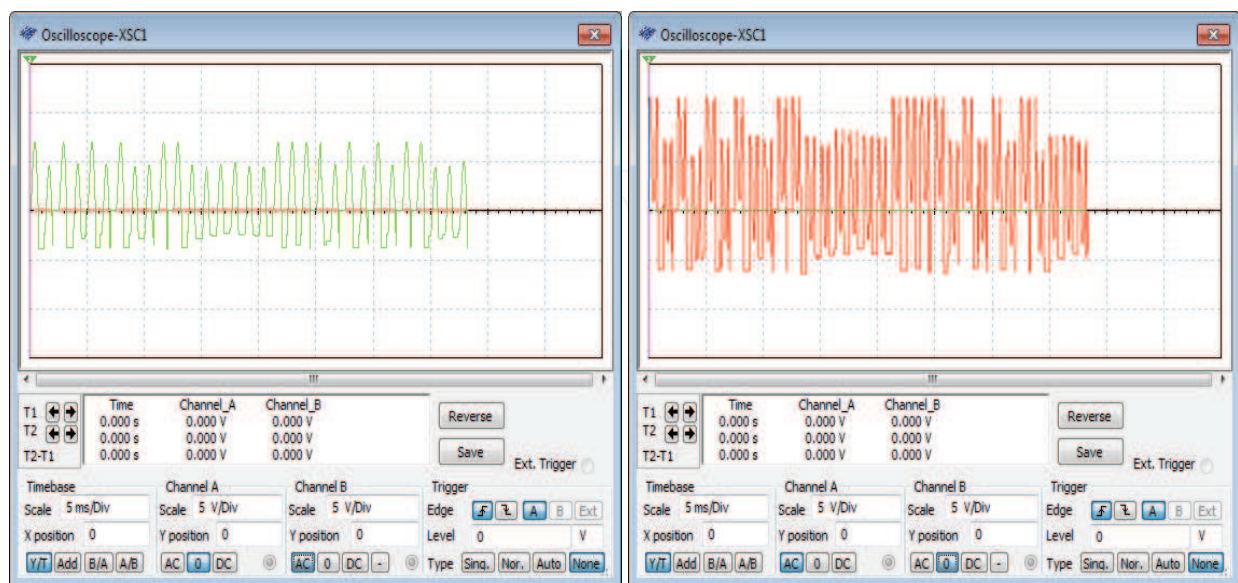 Oscilloscope-XSC1
Time Channel_A Channel_B
T1 0.000 s 0.000 V 0.000 V
T2 0.000 s 0.000 V 0.000 V
T2-T1 0.000 s 0.000 V 0.000 V
Reverse
Save
Ext. Trigger
Timebase Channel A Channel B Trigger
Scale 5 ms/Div Scale 5 V/Div Scale 5 V/Div Edge A B Ext
X position 0 Y position 0 Y position 0 Level 0 V
Y/T Add B/A A/B AC 0 DC AC 0 DC - Type Sing. Nor. Auto None
Oscilloscope-XSC1
Time Channel_A Channel_B
T1 0.000 s 0.000 V 0.000 V
T2 0.000 s 0.000 V 0.000 V
T2-T1 0.000 s 0.000 V 0.000 V
Reverse
Save
Ext. Trigger
Timebase Channel A Channel B Trigger
Scale 5 ms/Div Scale 5 V/Div Scale 5 V/Div Edge A B Ext
X position 0 Y position 0 Y position 0 Level 0 V
Y/T Add B/A A/B AC 0 DC AC 0 DC - Type Sing. Nor. Auto None